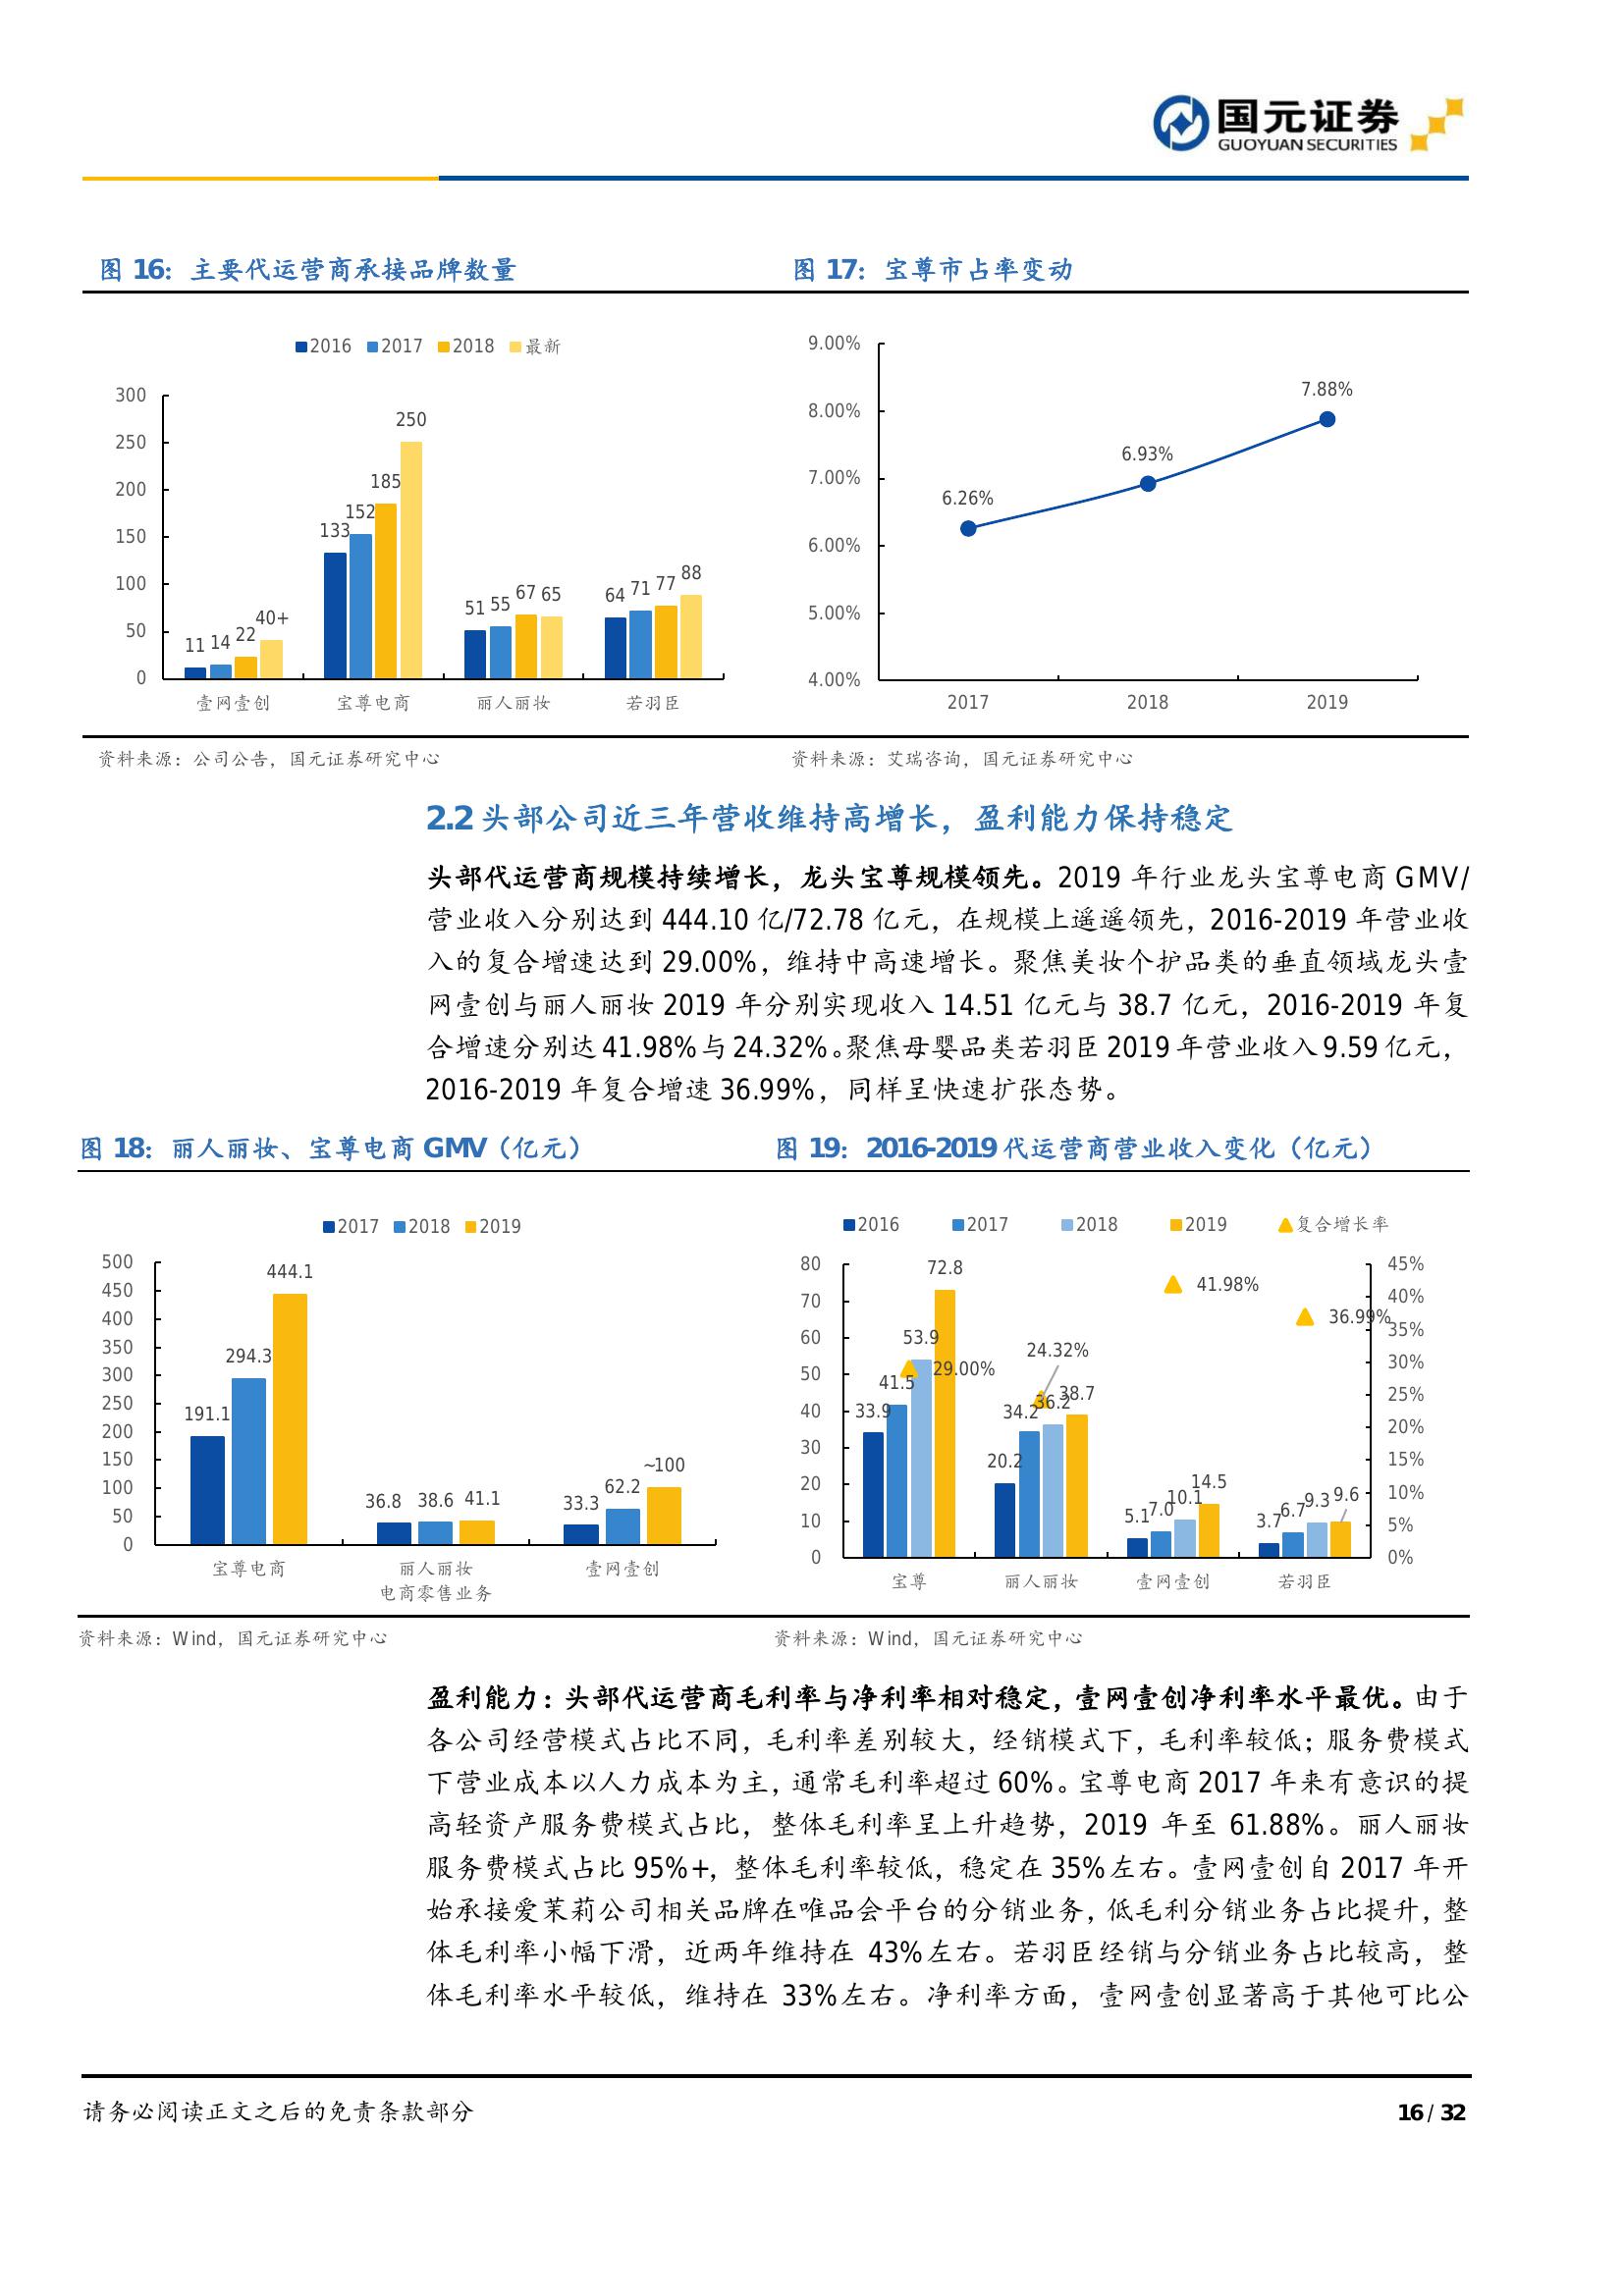 国元证券
GUOYUAN SECURITIES
图 16：主要代运营商承接品牌数量
2016 2017 2018 最新
300
250
200
150
100
50
0
11 14 22 40+
133 152 185 250
51 55 67 65
64 71 77 88
壹网壹创 宝尊电商 丽人丽妆 若羽臣
资料来源：公司公告，国元证券研究中心
图 17：宝尊市占率变动
9.00%
8.00%
7.00%
6.00%
5.00%
4.00%
6.26% 6.93% 7.88%
2017 2018 2019
资料来源：艾瑞咨询，国元证券研究中心
2.2 头部公司近三年营收维持高增长，盈利能力保持稳定
头部代运营商规模持续增长，龙头宝尊规模领先。2019 年行业龙头宝尊电商 GMV/
营业收入分别达到 444.10 亿/72.78 亿元，在规模上遥遥领先，2016-2019 年营业收
入的复合增速达到 29.00%，维持中高速增长。聚焦美妆个护品类的垂直领域龙头壹
网壹创与丽人丽妆 2019 年分别实现收入 14.51 亿元与 38.7 亿元，2016-2019 年复
合增速分别达 41.98%与 24.32%。聚焦母婴品类若羽臣 2019 年营业收入 9.59 亿元，
2016-2019 年复合增速 36.99%，同样呈快速扩张态势。
图 18：丽人丽妆、宝尊电商 GMV（亿元）
2017 2018 2019
500
450
400
350
300
250
200
150
100
50
0
191.1 294.3 444.1
36.8 38.6 41.1
33.3 62.2 ~100
宝尊电商 丽人丽妆 壹网壹创
电商零售业务
资料来源：Wind，国元证券研究中心
图 19：2016-2019 代运营商营业收入变化（亿元）
2016 2017 2018 2019 复合增长率
80
70
60
50
40
30
20
10
0
33.9 41.5 53.9 72.8
20.2 34.2 36.2 38.7
5.1 7.0 10.1 14.5
3.7 6.7 9.3 9.6
29.00% 24.32% 41.98% 36.99%
45%
40%
35%
30%
25%
20%
15%
10%
5%
0%
宝尊 丽人丽妆 壹网壹创 若羽臣
资料来源：Wind，国元证券研究中心
盈利能力：头部代运营商毛利率与净利率相对稳定，壹网壹创净利率水平最优。由于
各公司经营模式占比不同，毛利率差别较大，经销模式下，毛利率较低；服务费模式
下营业成本以人力成本为主，通常毛利率超过 60%。宝尊电商 2017 年来有意识的提
高轻资产服务费模式占比，整体毛利率呈上升趋势，2019 年至 61.88%。丽人丽妆
服务费模式占比 95%+，整体毛利率较低，稳定在 35%左右。壹网壹创自 2017 年开
始承接爱茉莉公司相关品牌在唯品会平台的分销业务，低毛利分销业务占比提升，整
体毛利率小幅下滑，近两年维持在 43%左右。若羽臣经销与分销业务占比较高，整
体毛利率水平较低，维持在 33%左右。净利率方面，壹网壹创显著高于其他可比公
请务必阅读正文之后的免责条款部分
16 / 32